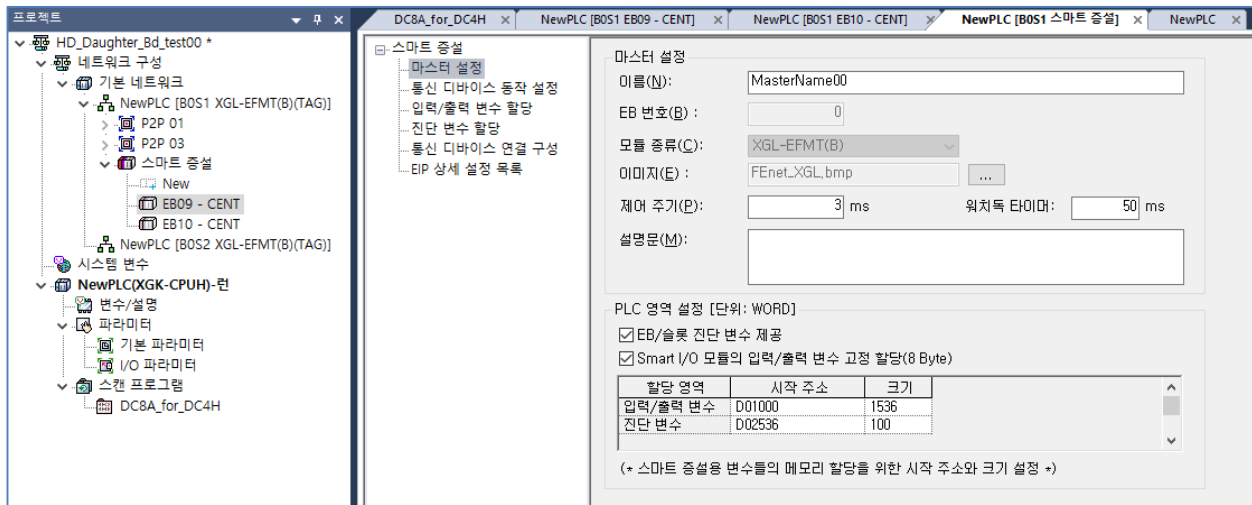 프로젝트
HD_Daughter_Bd_test00 *
네트워크 구성
기본 네트워크
NewPLC [B0S1 XGL-EFMT(B)(TAG)]
P2P 01
P2P 03
스마트 증설
New
EB09 - CENT
EB10 - CENT
NewPLC [B0S2 XGL-EFMT(B)(TAG)]
시스템 변수
NewPLC(XGK-CPUH)-런
변수/설명
파라미터
기본 파라미터
I/O 파라미터
스캔 프로그램
DC8A_for_DC4H
DC8A_for_DC4H NewPLC [B0S1 EB09 - CENT] NewPLC [B0S1 EB10 - CENT] NewPLC [B0S1 스마트 증설] NewPLC
스마트 증설
마스터 설정
통신 디바이스 동작 설정
입력/출력 변수 할당
진단 변수 할당
통신 디바이스 연결 구성
EIP 상세 설정 목록
마스터 설정
이름(N): MasterName00
EB 번호(B) : 0
모듈 종류(C): XGL-EFMT(B)
이미지(E) : FEnet_XGL.bmp ...
제어 주기(P): 3 ms 워치독 타이머: 50 ms
설명문(M):
PLC 영역 설정 [단위: WORD]
EB/슬롯 진단 변수 제공
Smart I/O 모듈의 입력/출력 변수 고정 할당(8 Byte)
할당 영역 시작 주소 크기
입력/출력 변수 D01000 1536
진단 변수 D02536 100
(* 스마트 증설용 변수들의 메모리 할당을 위한 시작 주소와 크기 설정 *)